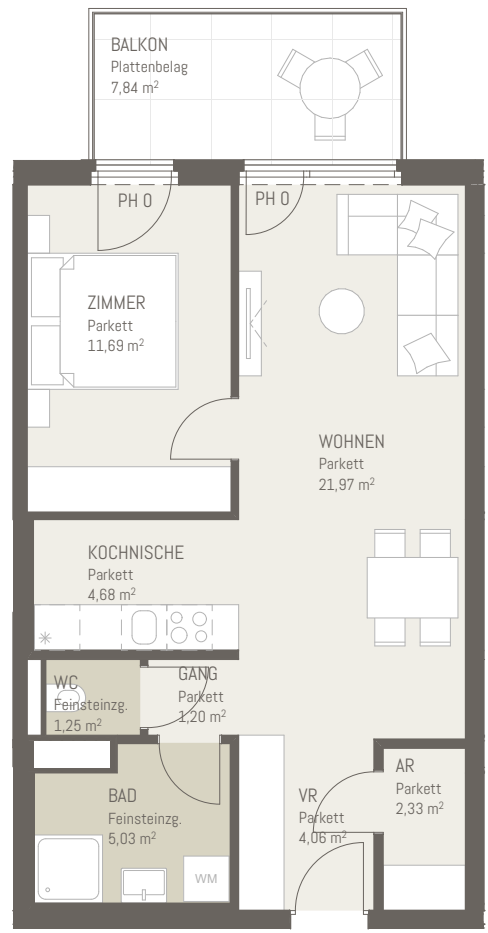 BALKON
Plattenbelag
7,84 m²
PH 0
PH 0
ZIMMER
Parkett
11,69 m²
WOHNEN
Parkett
21,97 m²
KOCHNISCHE
Parkett
4,68 m²
WC
Feinsteinzg.
1,25 m²
GANG
Parkett
1,20 m²
AR
Parkett
2,33 m²
BAD
Feinsteinzg.
5,03 m²
VR
Parkett
4,06 m²
WM